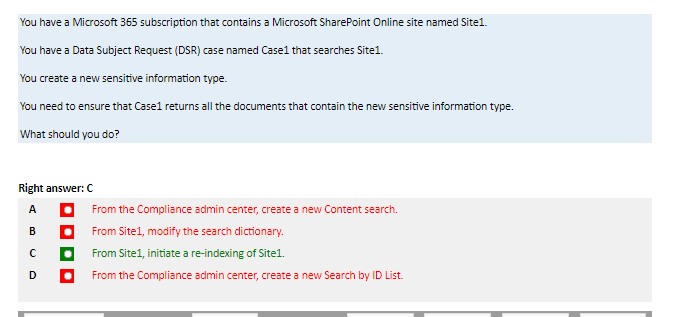 You have a Microsoft 365 subscription that contains a Microsoft SharePoint Online site named Site1.
You have a Data Subject Request (DSR) case named Case1 that searches Site1.
You create a new sensitive information type.
You need to ensure that Case1 returns all the documents that contain the new sensitive information type.
What should you do?
Right answer: C
A From the Compliance admin center, create a new Content search.
B From Site1, modify the search dictionary.
C From Site1, initiate a re-indexing of Site1.
D From the Compliance admin center, create a new Search by ID List.